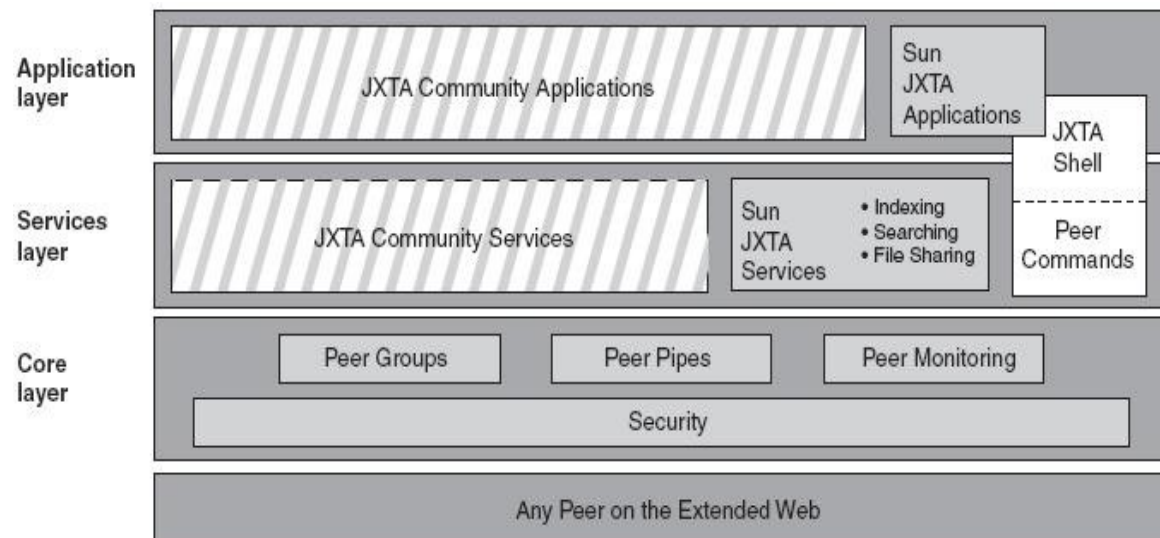 Application
layer
JXTA Community Applications
Sun
JXTA
Applications
JXTA
Shell
Services
layer
JXTA Community Services
Sun
JXTA
Services
• Indexing
• Searching
• File Sharing
Peer
Commands
Core
layer
Peer Groups
Peer Pipes
Peer Monitoring
Security
Any Peer on the Extended Web